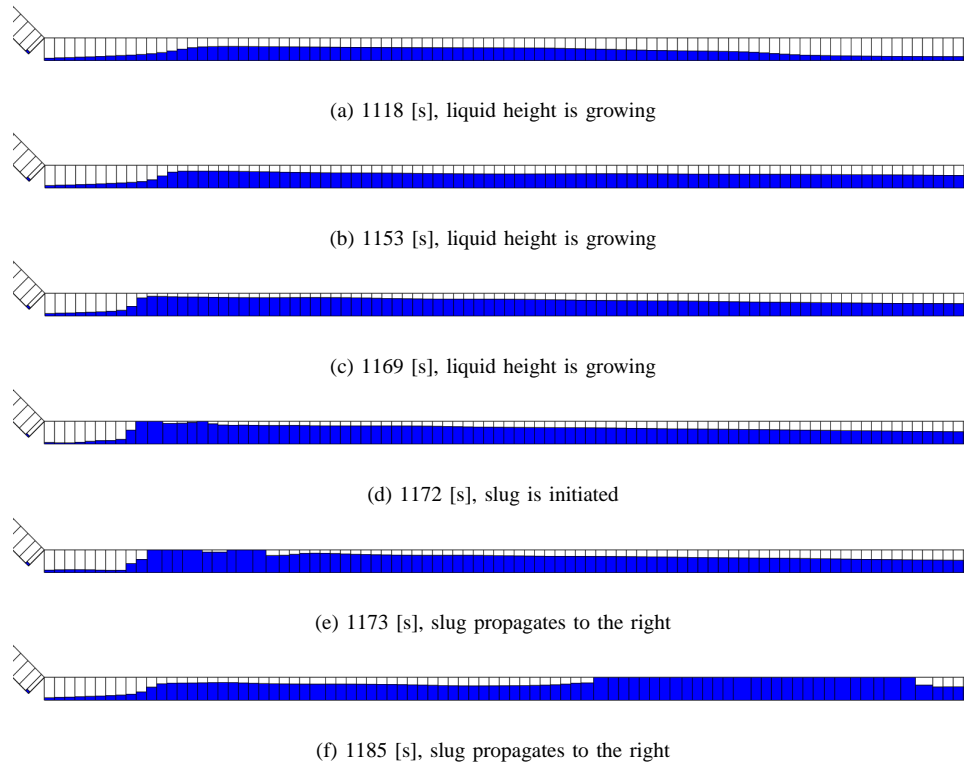 (a) 1118 [s], liquid height is growing
(b) 1153 [s], liquid height is growing
(c) 1169 [s], liquid height is growing
(d) 1172 [s], slug is initiated
(e) 1173 [s], slug propagates to the right
(f) 1185 [s], slug propagates to the right